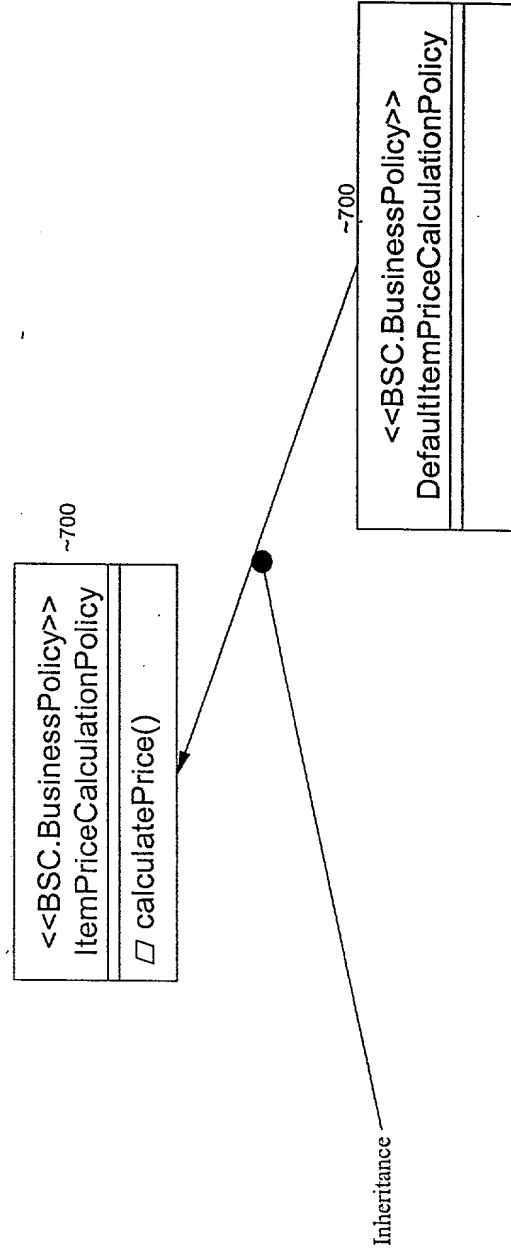 <<BSC.BusinessPolicy>>
ItemPriceCalculationPolicy
~700
calculatePrice()
~700
<<BSC.BusinessPolicy>>
DefaultItemPriceCalculationPolicy
Inheritance